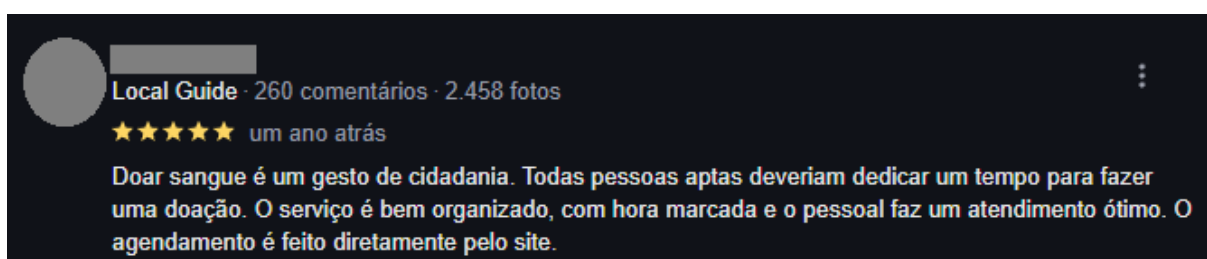 Local Guide · 260 comentários · 2.458 fotos
um ano atrás
Doar sangue é um gesto de cidadania. Todas pessoas aptas deveriam dedicar um tempo para fazer
uma doação. O serviço é bem organizado, com hora marcada e o pessoal faz um atendimento ótimo. O
agendamento é feito diretamente pelo site.